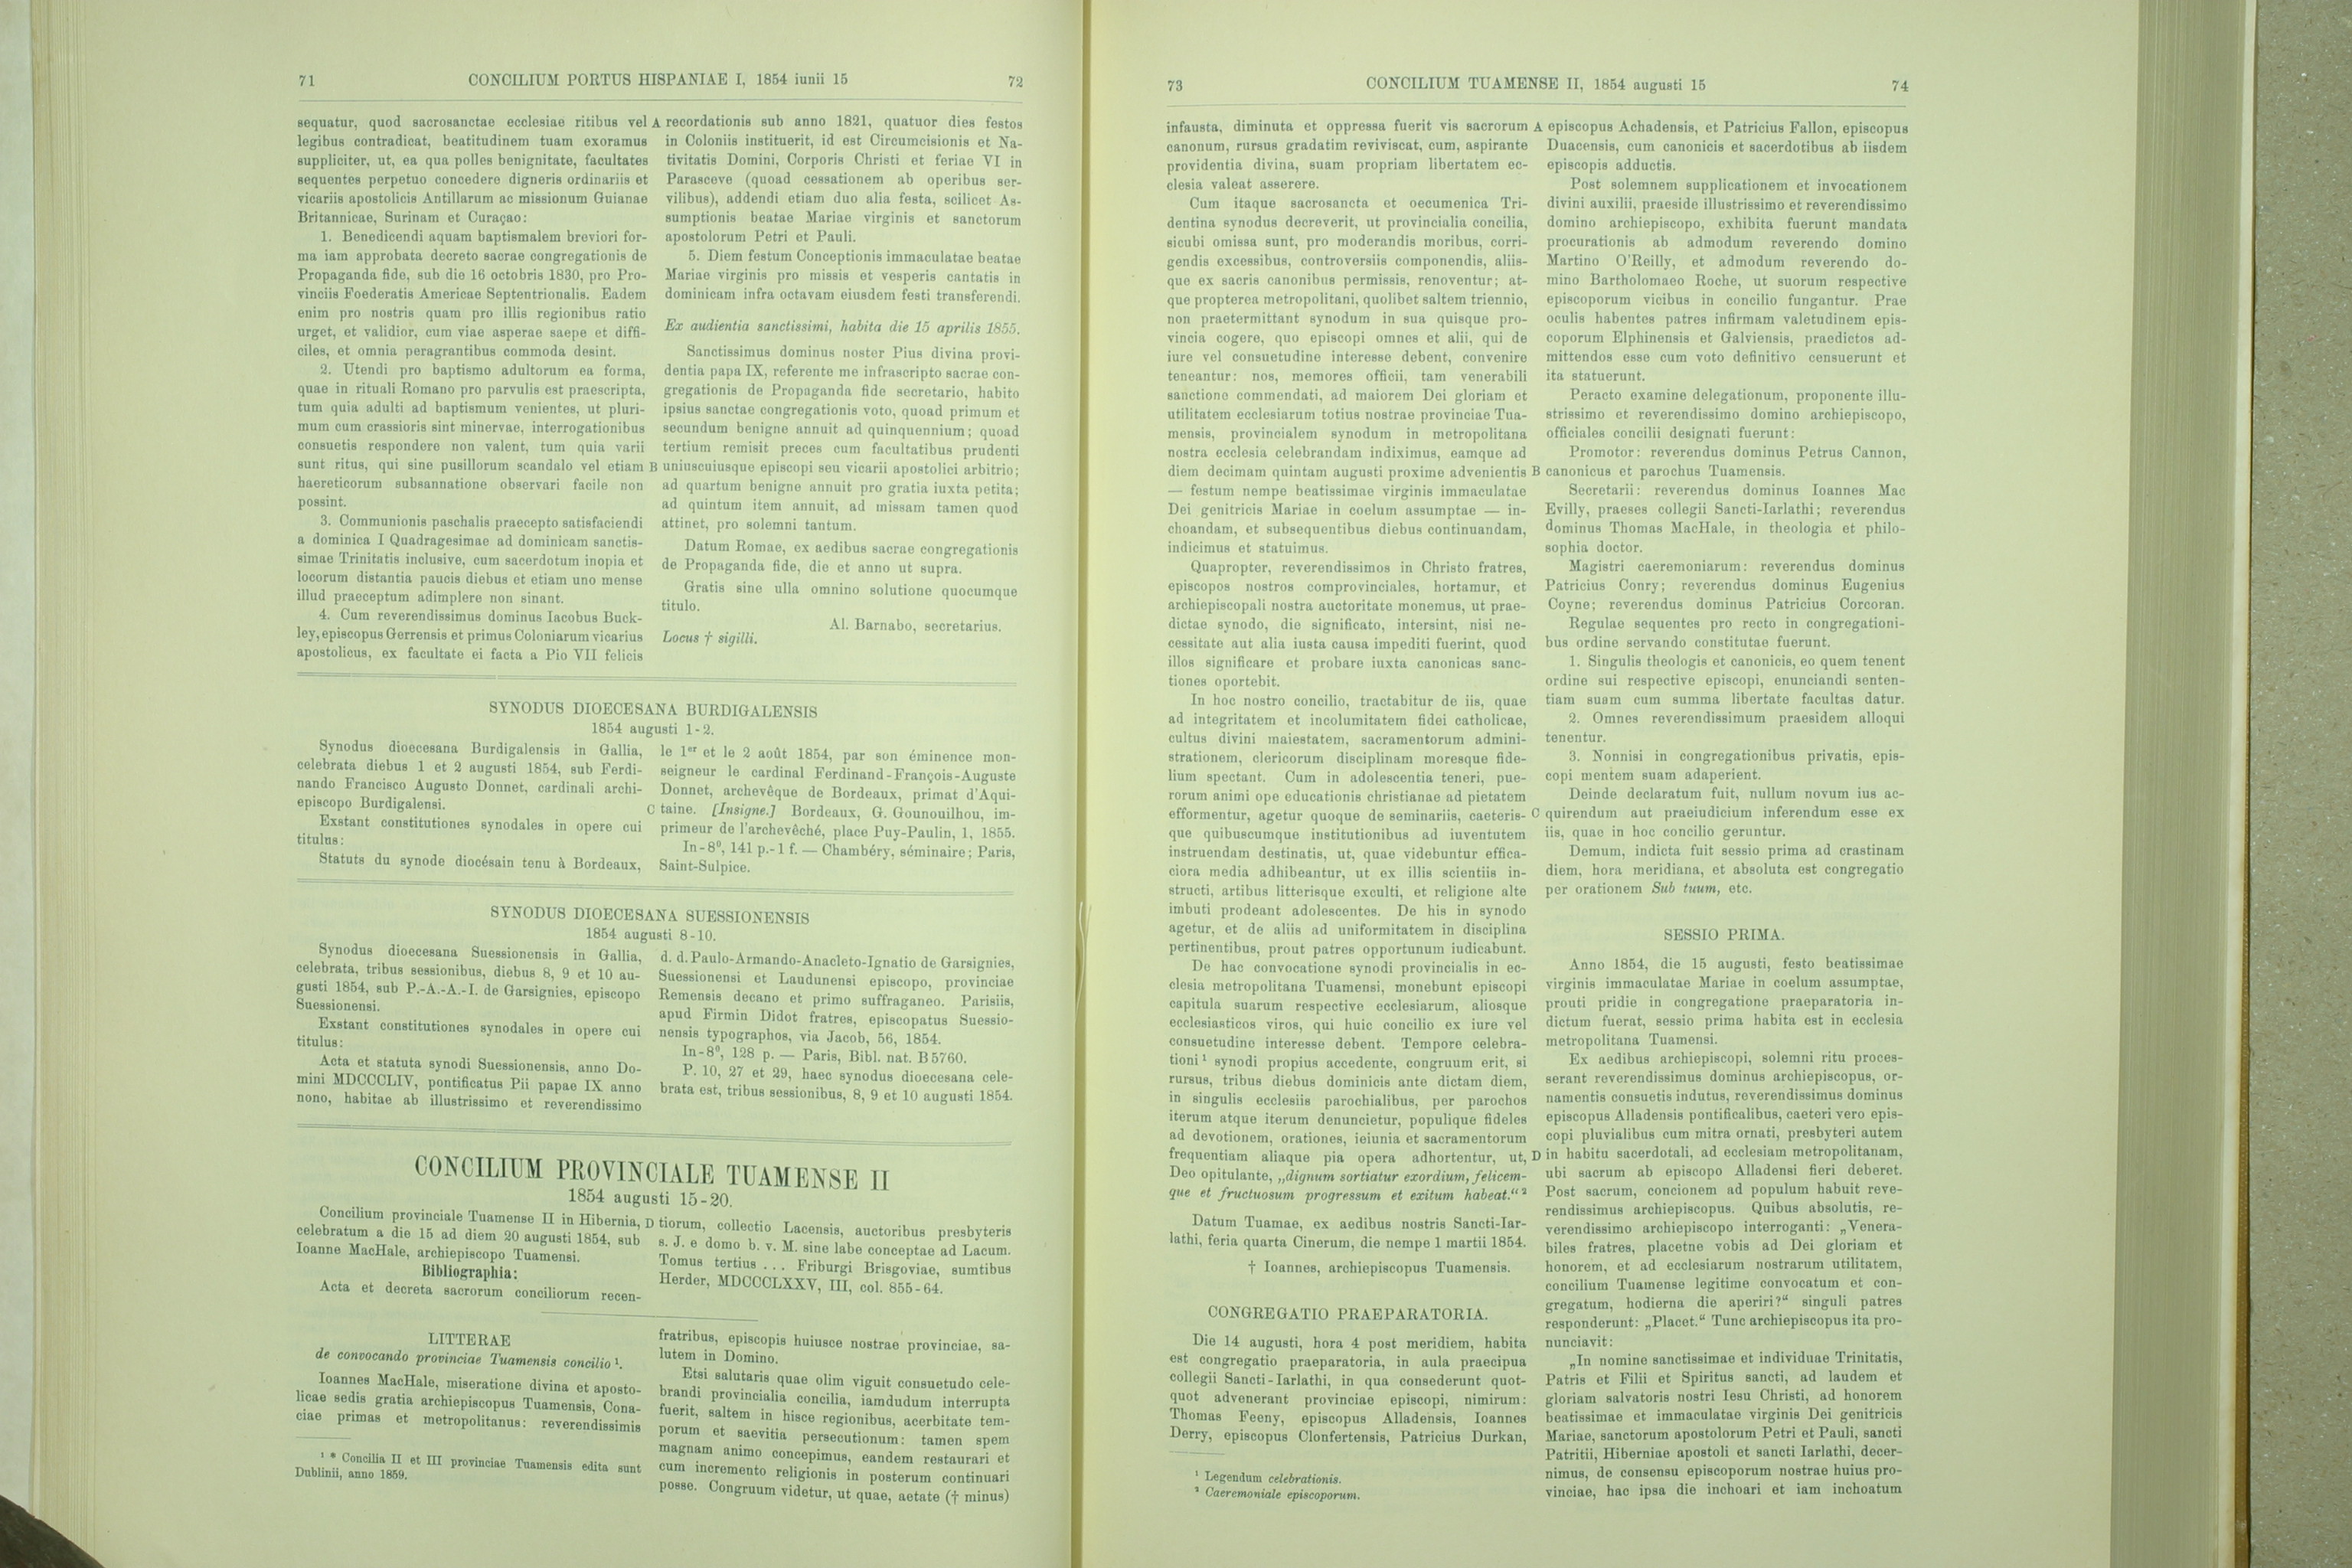 71
CONCILIUM PORTUS HISPANIAE I, 1854 iunii 15
72
sequatur, quod sacrosanctae ecclesiae ritibus vel
legibus contradicat, beatitudinem tuam exoramus
suppliciter, ut, ea qua polles benignitate, facultates
sequentes perpetuo concedere digneris ordinariis et
vicariis apostolicis Antillarum ac missionum Guianae
Britannicae, Surinam et Curaçao:
1. Benedicendi aquam baptismalem breviori for-
ma iam approbata decreto sacrae congregationis de
Propaganda fide, sub die 16 octobris 1830, pro Pro-
vinciis Foederatis Americae Septentrionalis. Eadem
enim pro nostris quam pro illis regionibus ratio
urget, et validior, cum viae asperae saepe et diffi-
ciles, et omnia peragrantibus commoda desint.
2. Utendi pro baptismo adultorum ea forma,
quae in rituali Romano pro parvulis est praescripta,
tum quia adulti ad baptismum venientes, ut pluri-
mum cum crassioris sint minervae, interrogationibus
consuetis respondere non valent, tum quia varii
sunt ritus, qui sine pusillorum scandalo vel etiam
haereticorum subsannatione observari facile non
possint.
3. Communionis paschalis praecepto satisfaciendi
a dominica I Quadragesimae ad dominicam sanctis-
simae Trinitatis inclusive, cum sacerdotum inopia et
locorum distantia paucis diebus et etiam uno mense
illud praeceptum adimplere non sinant.
4. Cum reverendissimus dominus Iacobus Buck-
ley, episcopus Gerrensis et primus Coloniarum vicarius
apostolicus, ex facultate ei facta a Pio VII felicis
A
B
recordationis sub anno 1821, quatuor dies festos
in Coloniis instituerit, id est Circumcisionis et Na-
tivitatis Domini, Corporis Christi et feriae VI in
Parasceve (quoad cessationem ab operibus ser-
vilibus), addendi etiam duo alia festa, scilicet As-
sumptionis beatae Mariae virginis et sanctorum
apostolorum Petri et Pauli.
5. Diem festum Conceptionis immaculatae beatae
Mariae virginis pro missis et vesperis cantatis in
dominicam infra octavam eiusdem festi transferendi.
Ex audientia sanctissimi, habita die 15 aprilis 1855.
Sanctissimus dominus noster Pius divina provi-
dentia papa IX, referente me infrascripto sacrae con-
gregationis de Propaganda fide secretario, habito
ipsius sanctae congregationis voto, quoad primum et
secundum benigne annuit ad quinquennium; quoad
tertium remisit preces cum facultatibus prudenti
uniuscuiusque episcopi seu vicarii apostolici arbitrio;
ad quartum benigne annuit pro gratia iuxta petita;
ad quintum item annuit, ad missam tamen quod
attinet, pro solemni tantum.
Datum Romae, ex aedibus sacrae congregationis
de Propaganda fide, die et anno ut supra.
Gratis sine ulla omnino solutione quocumque
titulo.
Al. Barnabo, secretarius.
Locus † sigilli.
SYNODUS DIOECESANA BURDIGALENSIS
1854 augusti 1-2.
Synodus dioecesana Burdigalensis in Gallia,
celebrata diebus 1 et 2 augusti 1854, sub Ferdi-
nando Francisco Augusto Donnet, cardinali archi-
episcopo Burdigalensi.
Exstant constitutiones synodales in opere cui
titulus:
Statuts du synode diocésain tenu à Bordeaux,
C
le 1er et le 2 août 1854, par son éminence mon-
seigneur le cardinal Ferdinand-François-Auguste
Donnet, archevêque de Bordeaux, primat d'Aqui-
taine. [Insigne.] Bordeaux, G. Gounouilhou, im-
primeur de l'archevêché, place Puy-Paulin, 1, 1855.
In-8⁰, 141 p.-1 f. — Chambéry, séminaire; Paris,
Saint-Sulpice.
SYNODUS DIOECESANA SUESSIONENSIS
1854 augusti 8-10.
Synodus dioecesana Suessionensis in Gallia,
celebrata, tribus sessionibus, diebus 8, 9 et 10 au-
gusti 1854, sub P.-A.-A.-I. de Garsignies, episcopo
Suessionensi.
Exstant constitutiones synodales in opere cui
titulus:
Acta et statuta synodi Suessionensis, anno Do-
mini MDCCCLIV, pontificatus Pii papae IX anno
nono, habitae ab illustrissimo et reverendissimo
d. d. Paulo-Armando-Anacleto-Ignatio de Garsignies,
Suessionensi et Laudunensi episcopo, provinciae
Remensis decano et primo suffraganeo. Parisiis,
apud Firmin Didot fratres, episcopatus Suessio-
nensis typographos, via Jacob, 56, 1854.
In-8⁰, 128 p. — Paris, Bibl. nat. B 5760.
P. 10, 27 et 29, haec synodus dioecesana cele-
brata est, tribus sessionibus, 8, 9 et 10 augusti 1854.
CONCILIUM PROVINCIALE TUAMENSE II
1854 augusti 15-20.
Concilium provinciale Tuamense II in Hibernia,
celebratum a die 15 ad diem 20 augusti 1854, sub
Ioanne MacHale, archiepiscopo Tuamensi.
Bibliographia:
Acta et decreta sacrorum conciliorum recen-
D
tiorum, collectio Lacensis, auctoribus presbyteris
s. J. e domo b. v. M. sine labe conceptae ad Lacum.
Tomus tertius . . . Friburgi Brisgoviae, sumtibus
Herder, MDCCCLXXV, III, col. 855-64.
LITTERAE
de convocando provinciae Tuamensis concilio ¹.
Ioannes MacHale, miseratione divina et aposto-
licae sedis gratia archiepiscopus Tuamensis, Cona-
ciae primas et metropolitanus: reverendissimis
¹ * Concilia II et III provinciae Tuamensis edita sunt
Dublinii, anno 1859.
fratribus, episcopis huiusce nostrae provinciae, sa-
lutem in Domino.
Etsi salutaris quae olim viguit consuetudo cele-
brandi provincialia concilia, iamdudum interrupta
fuerit, saltem in hisce regionibus, acerbitate tem-
porum et saevitia persecutionum: tamen spem
magnam animo concepimus, eandem restaurari et
cum incremento religionis in posterum continuari
posse. Congruum videtur, ut quae, aetate († minus)
73
CONCILIUM TUAMENSE II, 1854 augusti 15
74
infausta, diminuta et oppressa fuerit vis sacrorum
canonum, rursus gradatim reviviscat, cum, aspirante
providentia divina, suam propriam libertatem ec-
clesia valeat asserere.
Cum itaque sacrosancta et oecumenica Tri-
dentina synodus decreverit, ut provincialia concilia,
sicubi omissa sunt, pro moderandis moribus, corri-
gendis excessibus, controversiis componendis, aliis-
que ex sacris canonibus permissis, renoventur; at-
que propterea metropolitani, quolibet saltem triennio,
non praetermittant synodum in sua quisque pro-
vincia cogere, quo episcopi omnes et alii, qui de
iure vel consuetudine interesse debent, convenire
teneantur: nos, memores officii, tam venerabili
sanctione commendati, ad maiorem Dei gloriam et
utilitatem ecclesiarum totius nostrae provinciae Tua-
mensis, provincialem synodum in metropolitana
nostra ecclesia celebrandam indiximus, eamque ad
diem decimam quintam augusti proxime advenientis
— festum nempe beatissimae virginis immaculatae
Dei genitricis Mariae in coelum assumptae — in-
choandam, et subsequentibus diebus continuandam,
indicimus et statuimus.
Quapropter, reverendissimos in Christo fratres,
episcopos nostros comprovinciales, hortamur, et
archiepiscopali nostra auctoritate monemus, ut prae-
dictae synodo, die significato, intersint, nisi ne-
cessitate aut alia iusta causa impediti fuerint, quod
illos significare et probare iuxta canonicas sanc-
tiones oportebit.
In hoc nostro concilio, tractabitur de iis, quae
ad integritatem et incolumitatem fidei catholicae,
cultus divini maiestatem, sacramentorum admini-
strationem, clericorum disciplinam moresque fide-
lium spectant. Cum in adolescentia teneri, pue-
rorum animi ope educationis christianae ad pietatem
efformentur, agetur quoque de seminariis, caeteris-
que quibuscumque institutionibus ad iuventutem
instruendam destinatis, ut, quae videbuntur effica-
ciora media adhibeantur, ut ex illis scientiis in-
structi, artibus litterisque exculti, et religione alte
imbuti prodeant adolescentes. De his in synodo
agetur, et de aliis ad uniformitatem in disciplina
pertinentibus, prout patres opportunum iudicabunt.
De hac convocatione synodi provincialis in ec-
clesia metropolitana Tuamensi, monebunt episcopi
capitula suarum respective ecclesiarum, aliosque
ecclesiasticos viros, qui huic concilio ex iure vel
consuetudine interesse debent. Tempore celebra-
tioni ¹ synodi propius accedente, congruum erit, si
rursus, tribus diebus dominicis ante dictam diem,
in singulis ecclesiis parochialibus, per parochos
iterum atque iterum denuncietur, populique fideles
ad devotionem, orationes, ieiunia et sacramentorum
frequentiam aliaque pia opera adhortentur, ut,
Deo opitulante, „dignum sortiatur exordium, felicem-
que et fructuosum progressum et exitum habeat.“ ²
Datum Tuamae, ex aedibus nostris Sancti-Iar-
lathi, feria quarta Cinerum, die nempe 1 martii 1854.
† Ioannes, archiepiscopus Tuamensis.
CONGREGATIO PRAEPARATORIA.
Die 14 augusti, hora 4 post meridiem, habita
est congregatio praeparatoria, in aula praecipua
collegii Sancti-Iarlathi, in qua consederunt quot-
quot advenerant provinciae episcopi, nimirum:
Thomas Feeny, episcopus Alladensis, Ioannes
Derry, episcopus Clonfertensis, Patricius Durkan,
¹ Legendum celebrationis.
² Caeremoniale episcoporum.
A
B
C
D
episcopus Achadensis, et Patricius Fallon, episcopus
Duacensis, cum canonicis et sacerdotibus ab iisdem
episcopis adductis.
Post solemnem supplicationem et invocationem
divini auxilii, praeside illustrissimo et reverendissimo
domino archiepiscopo, exhibita fuerunt mandata
procurationis ab admodum reverendo domino
Martino O'Reilly, et admodum reverendo do-
mino Bartholomaeo Roche, ut suorum respective
episcoporum vicibus in concilio fungantur. Prae
oculis habentes patres infirmam valetudinem epis-
coporum Elphinensis et Galviensis, praedictos ad-
mittendos esse cum voto definitivo censuerunt et
ita statuerunt.
Peracto examine delegationum, proponente illu-
strissimo et reverendissimo domino archiepiscopo,
officiales concilii designati fuerunt:
Promotor: reverendus dominus Petrus Cannon,
canonicus et parochus Tuamensis.
Secretarii: reverendus dominus Ioannes Mac
Evilly, praeses collegii Sancti-Iarlathi; reverendus
dominus Thomas MacHale, in theologia et philo-
sophia doctor.
Magistri caeremoniarum: reverendus dominus
Patricius Conry; reverendus dominus Eugenius
Coyne; reverendus dominus Patricius Corcoran.
Regulae sequentes pro recto in congregationi-
bus ordine servando constitutae fuerunt.
1. Singulis theologis et canonicis, eo quem tenent
ordine sui respective episcopi, enunciandi senten-
tiam suam cum summa libertate facultas datur.
2. Omnes reverendissimum praesidem alloqui
tenentur.
3. Nonnisi in congregationibus privatis, epis-
copi mentem suam adaperient.
Deinde declaratum fuit, nullum novum ius ac-
quirendum aut praeiudicium inferendum esse ex
iis, quae in hoc concilio geruntur.
Demum, indicta fuit sessio prima ad crastinam
diem, hora meridiana, et absoluta est congregatio
per orationem Sub tuum, etc.
SESSIO PRIMA.
Anno 1854, die 15 augusti, festo beatissimae
virginis immaculatae Mariae in coelum assumptae,
prouti pridie in congregatione praeparatoria in-
dictum fuerat, sessio prima habita est in ecclesia
metropolitana Tuamensi.
Ex aedibus archiepiscopi, solemni ritu proces-
serant reverendissimus dominus archiepiscopus, or-
namentis consuetis indutus, reverendissimus dominus
episcopus Alladensis pontificalibus, caeteri vero epis-
copi pluvialibus cum mitra ornati, presbyteri autem
in habitu sacerdotali, ad ecclesiam metropolitanam,
ubi sacrum ab episcopo Alladensi fieri deberet.
Post sacrum, concionem ad populum habuit reve-
rendissimus archiepiscopus. Quibus absolutis, re-
verendissimo archiepiscopo interroganti: „Venera-
biles fratres, placetne vobis ad Dei gloriam et
honorem, et ad ecclesiarum nostrarum utilitatem,
concilium Tuamense legitime convocatum et con-
gregatum, hodierna die aperiri?“ singuli patres
responderunt: „Placet.“ Tunc archiepiscopus ita pro-
nunciavit:
„In nomine sanctissimae et individuae Trinitatis,
Patris et Filii et Spiritus sancti, ad laudem et
gloriam salvatoris nostri Iesu Christi, ad honorem
beatissimae et immaculatae virginis Dei genitricis
Mariae, sanctorum apostolorum Petri et Pauli, sancti
Patritii, Hiberniae apostoli et sancti Iarlathi, decer-
nimus, de consensu episcoporum nostrae huius pro-
vinciae, hac ipsa die inchoari et iam inchoatum